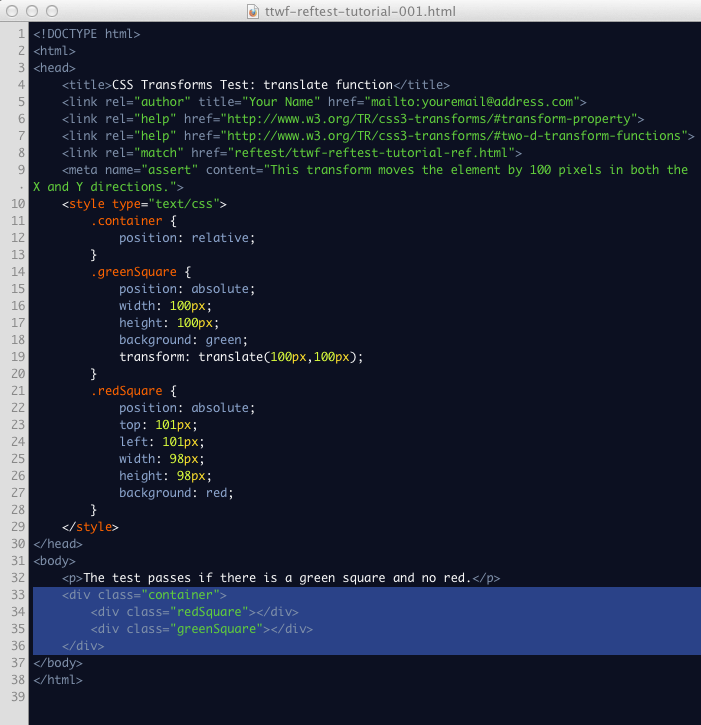 ttwf-reftest-tutorial-001.html
1 <!DOCTYPE html>
2 <html>
3 <head>
4     <title>CSS Transforms Test: translate function</title>
5     <link rel="author" title="Your Name" href="mailto:youremail@address.com">
6     <link rel="help" href="http://www.w3.org/TR/css3-transforms/#transform-property">
7     <link rel="help" href="http://www.w3.org/TR/css3-transforms/#two-d-transform-functions">
8     <link rel="match" href="reftest/ttwf-reftest-tutorial-ref.html">
9     <meta name="assert" content="This transform moves the element by 100 pixels in both the
· X and Y directions.">
10     <style type="text/css">
11         .container {
12             position: relative;
13         }
14         .greenSquare {
15             position: absolute;
16             width: 100px;
17             height: 100px;
18             background: green;
19             transform: translate(100px,100px);
20         }
21         .redSquare {
22             position: absolute;
23             top: 101px;
24             left: 101px;
25             width: 98px;
26             height: 98px;
27             background: red;
28         }
29     </style>
30 </head>
31 <body>
32     <p>The test passes if there is a green square and no red.</p>
33     <div class="container">
34         <div class="redSquare"></div>
35         <div class="greenSquare"></div>
36     </div>
37 </body>
38 </html>
39